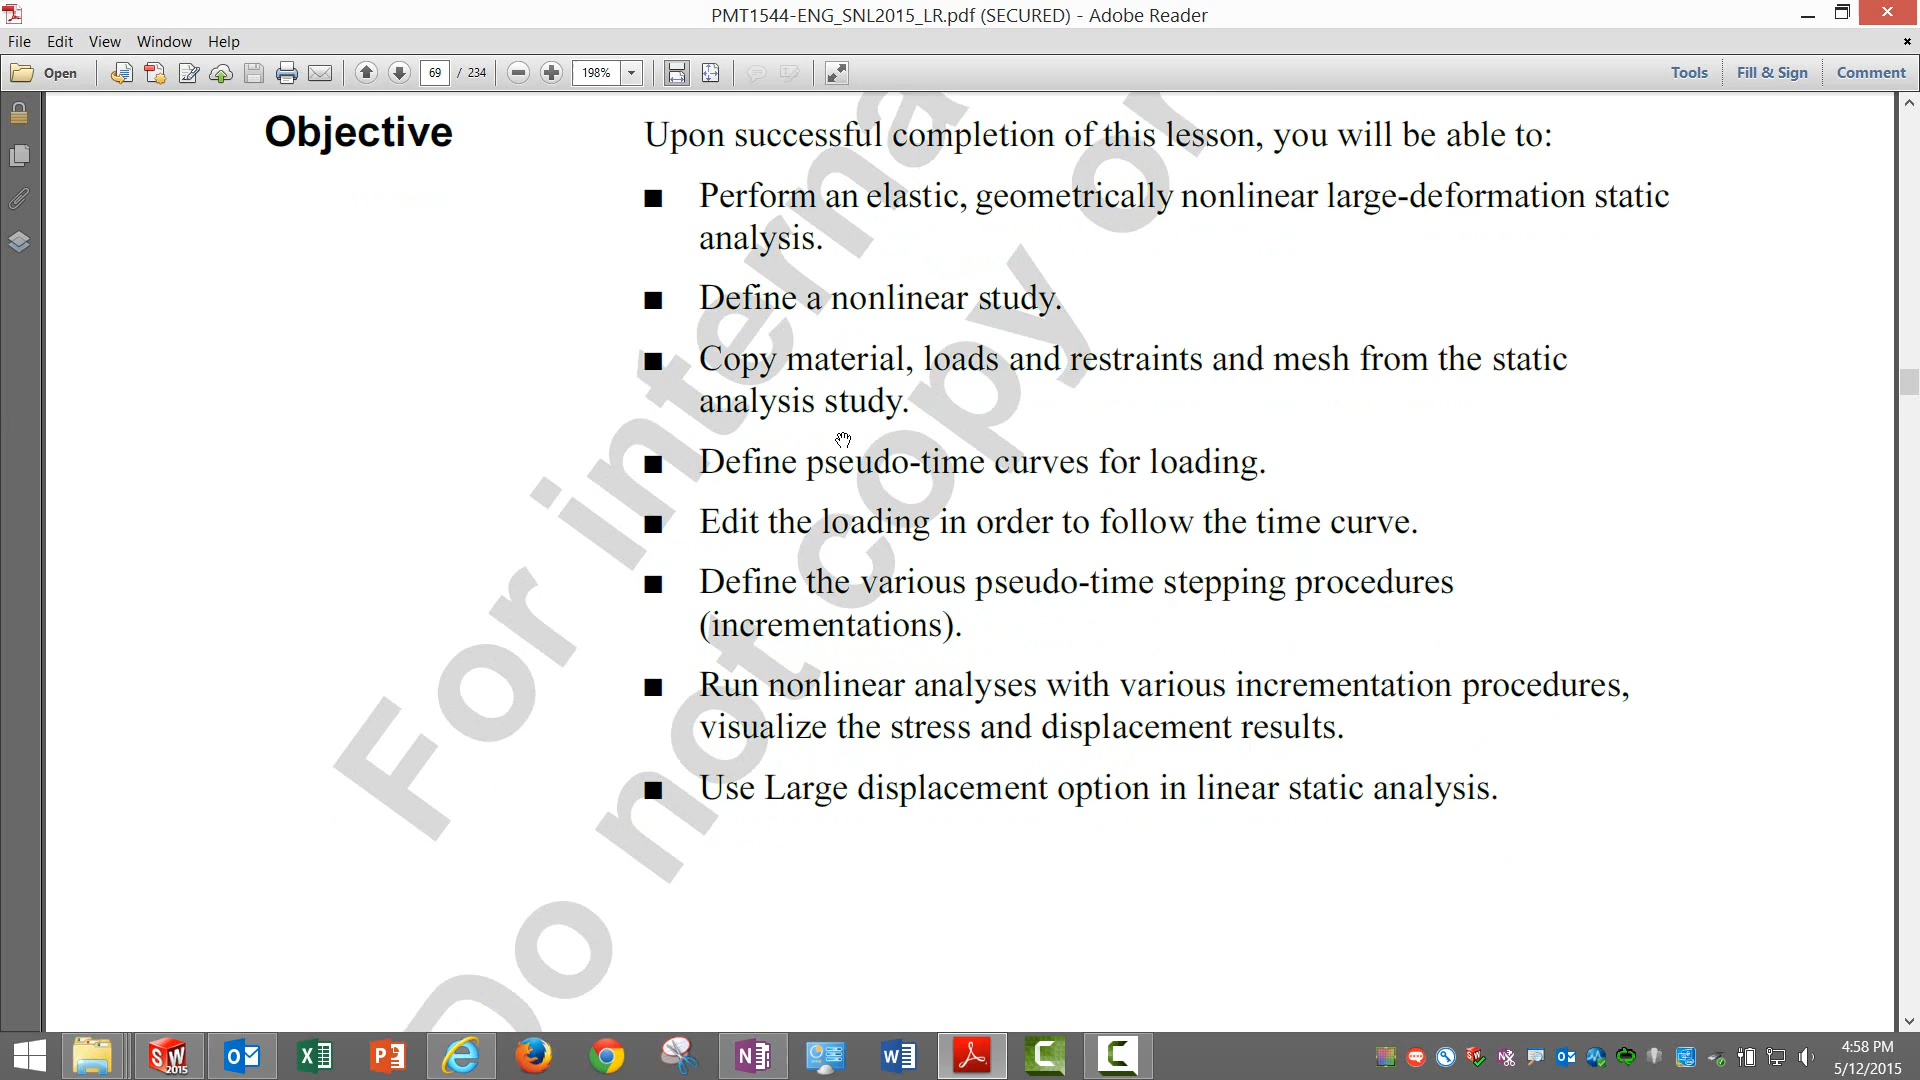 PMT1544-ENG_SNL2015_LR.pdf (SECURED) - Adobe Reader
File Edit View Window Help
Open 69 / 234 198% Tools Fill & Sign Comment
Objective
Upon successful completion of this lesson, you will be able to:
■ Perform an elastic, geometrically nonlinear large-deformation static
analysis.
■ Define a nonlinear study.
■ Copy material, loads and restraints and mesh from the static
analysis study.
■ Define pseudo-time curves for loading.
■ Edit the loading in order to follow the time curve.
■ Define the various pseudo-time stepping procedures
(incrementations).
■ Run nonlinear analyses with various incrementation procedures,
visualize the stress and displacement results.
■ Use Large displacement option in linear static analysis.
For interna
Do not copy or
SW 2015
4:58 PM
5/12/2015